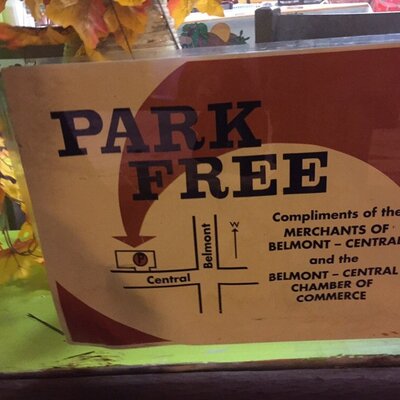 PARK
FREE
Compliments of the
MERCHANTS OF
BELMONT – CENTRAL
and the
BELMONT – CENTRAL
CHAMBER OF
COMMERCE
W
Belmont
P
Central